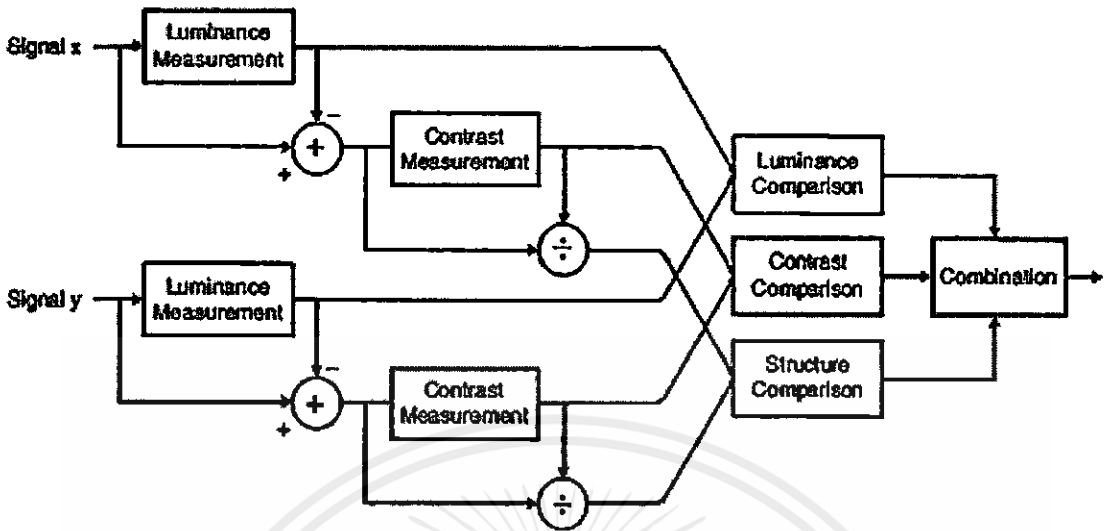 Signal x
Luminance
Measurement
−
+
+
Contrast
Measurement
÷
Luminance
Comparison
Signal y
Luminance
Measurement
−
+
+
Contrast
Measurement
÷
Contrast
Comparison
Combination
Structure
Comparison